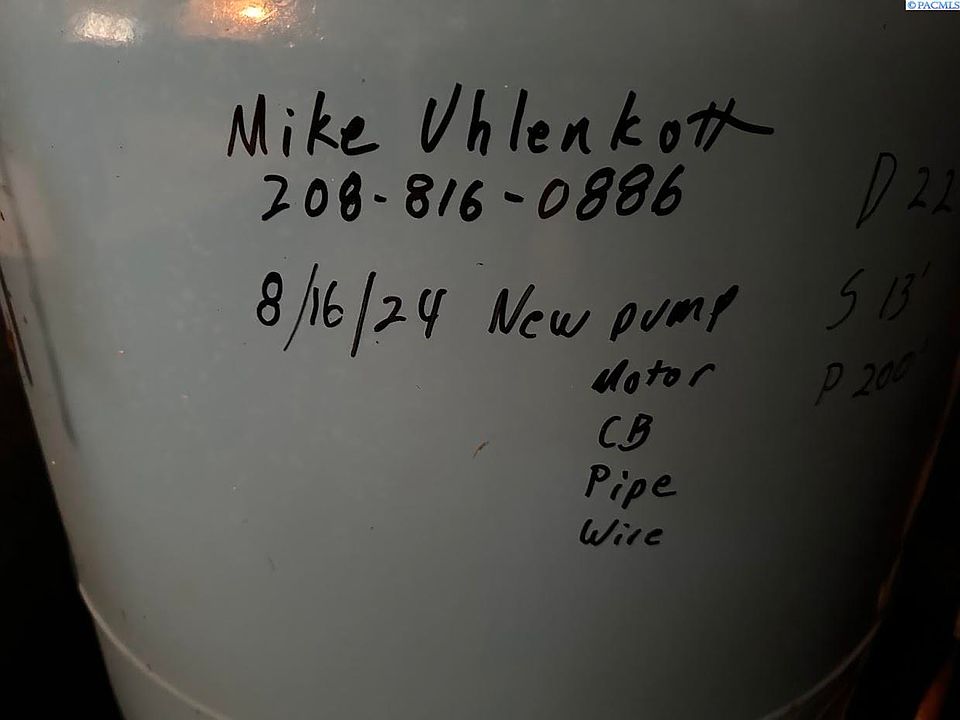 ©PACMLS
Mike Uhlenkott
208-816-0886
8/16/24 New pump
Motor
CB
Pipe
Wire
D 22
S 13'
P 200'